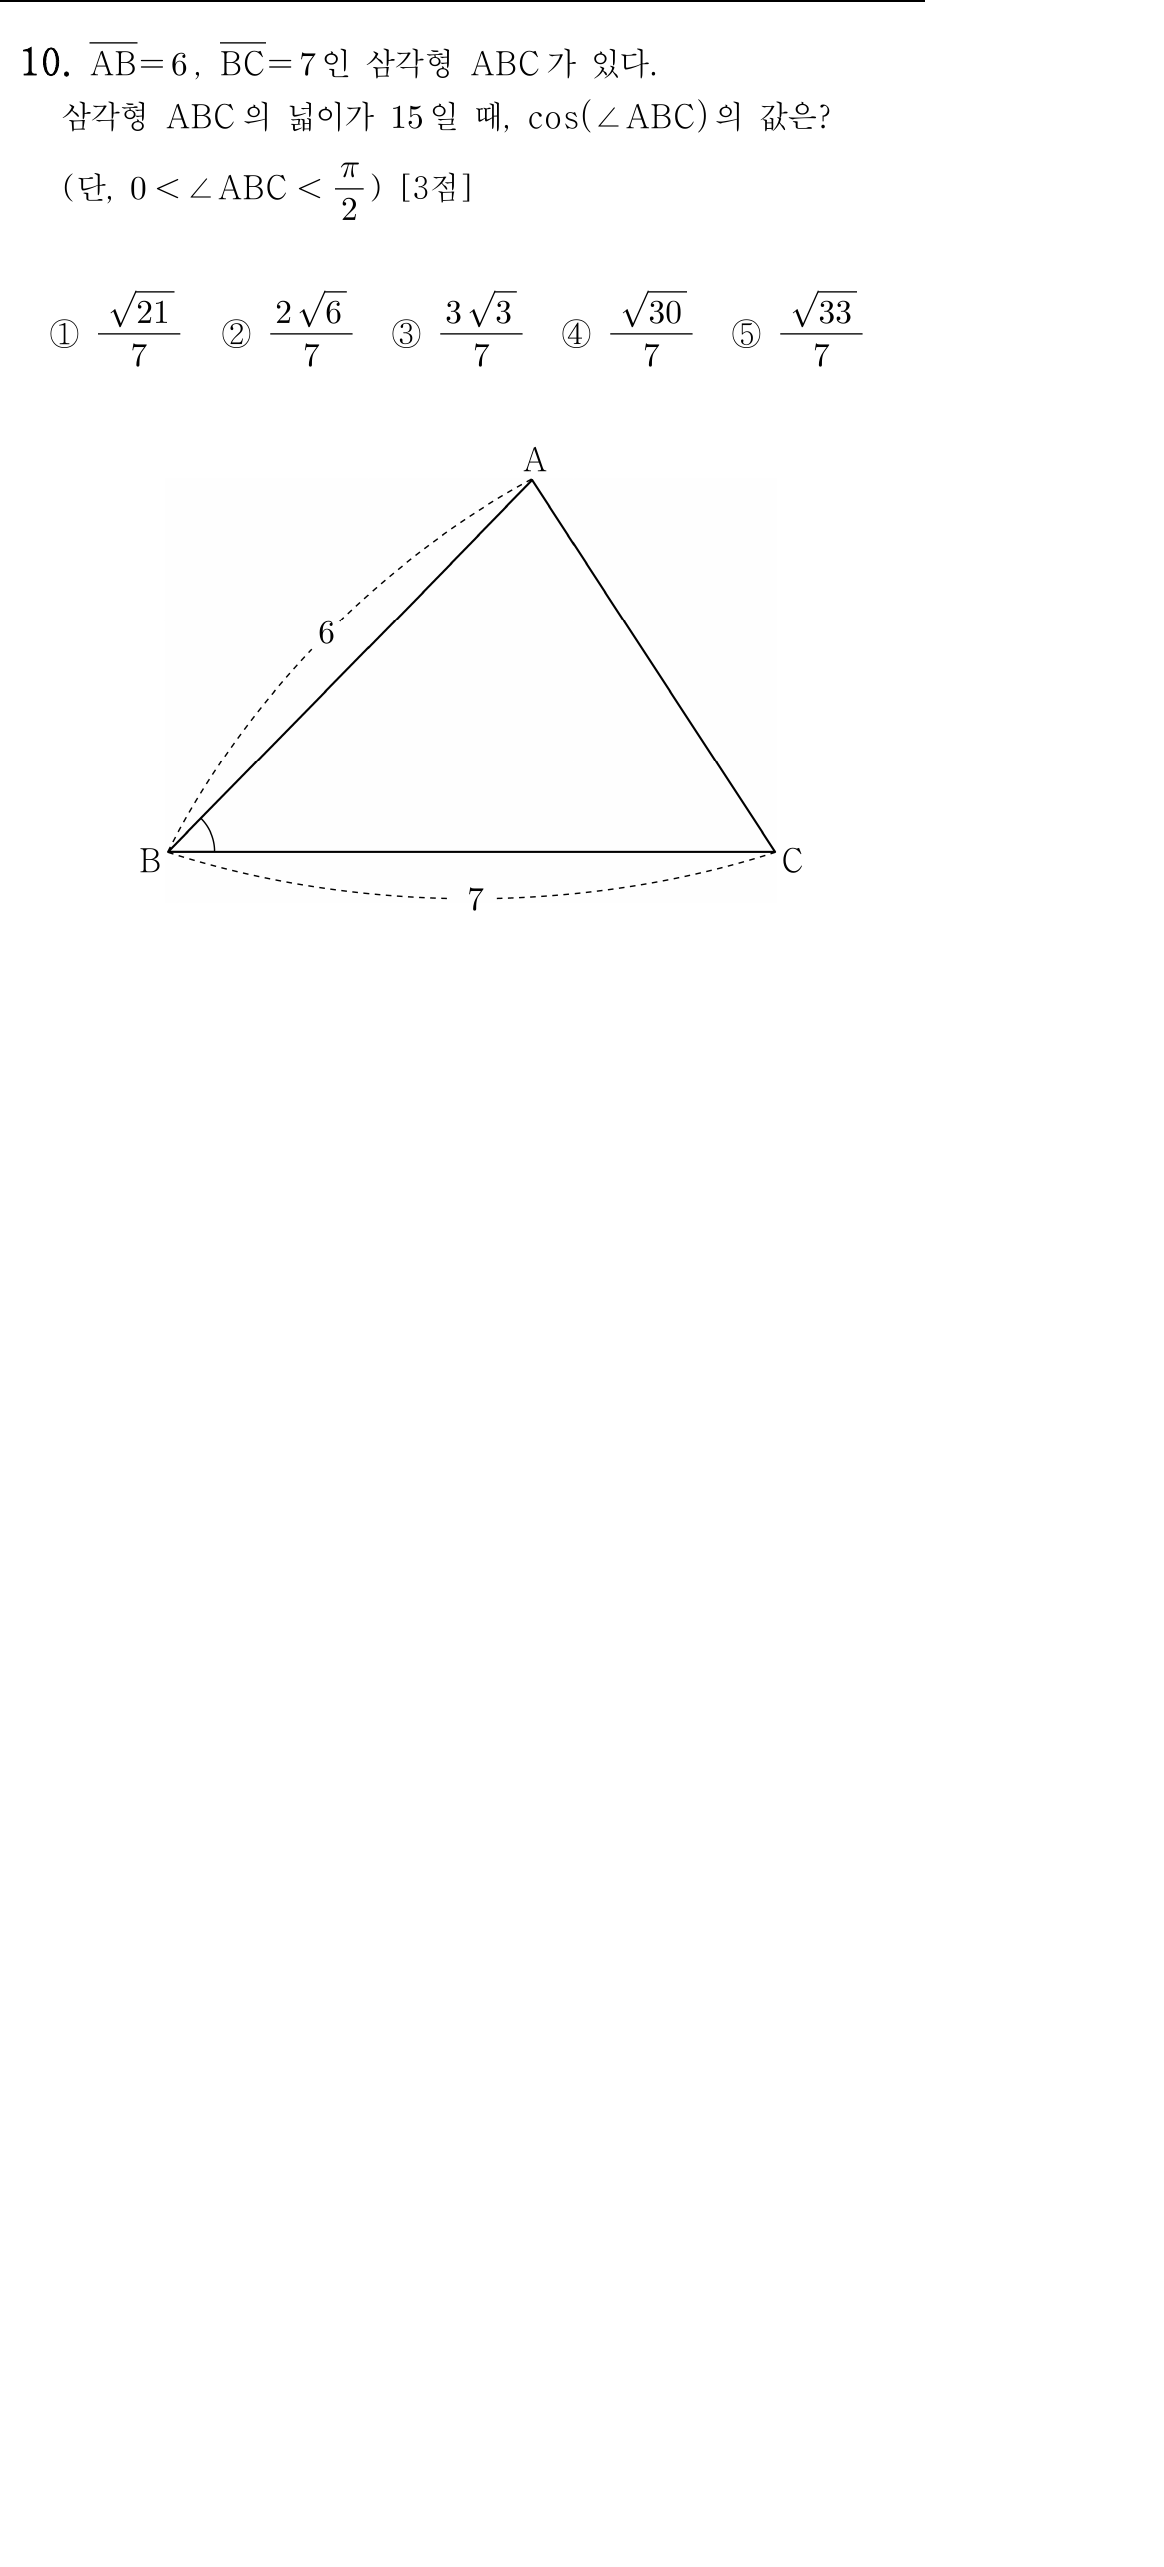 10. $\overline{AB}=6$, $\overline{BC}=7$인 삼각형 ABC가 있다.
삼각형 ABC의 넓이가 15일 때, cos(∠ABC)의 값은?
(단, $0<∠ABC<\frac{π}{2}$) [3점]
① $\frac{\sqrt{21}}{7}$ ② $\frac{2\sqrt{6}}{7}$ ③ $\frac{3\sqrt{3}}{7}$ ④ $\frac{\sqrt{30}}{7}$ ⑤ $\frac{\sqrt{33}}{7}$
A
6
B
C
7